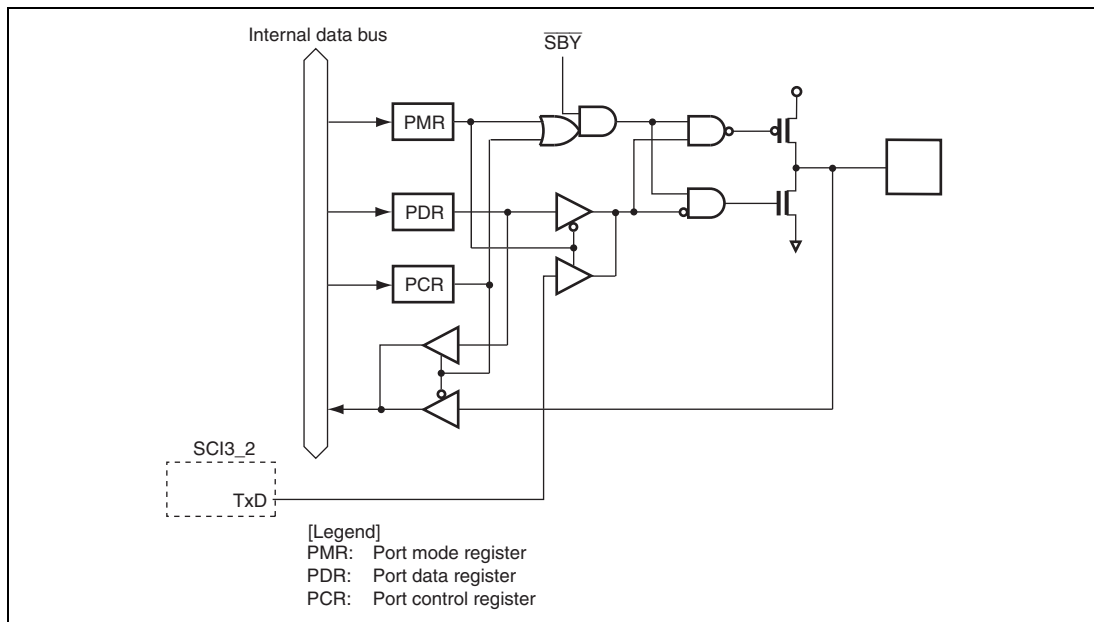 Internal data bus
SBY
PMR
PDR
PCR
SCI3_2
TxD
[Legend]
PMR: Port mode register
PDR: Port data register
PCR: Port control register